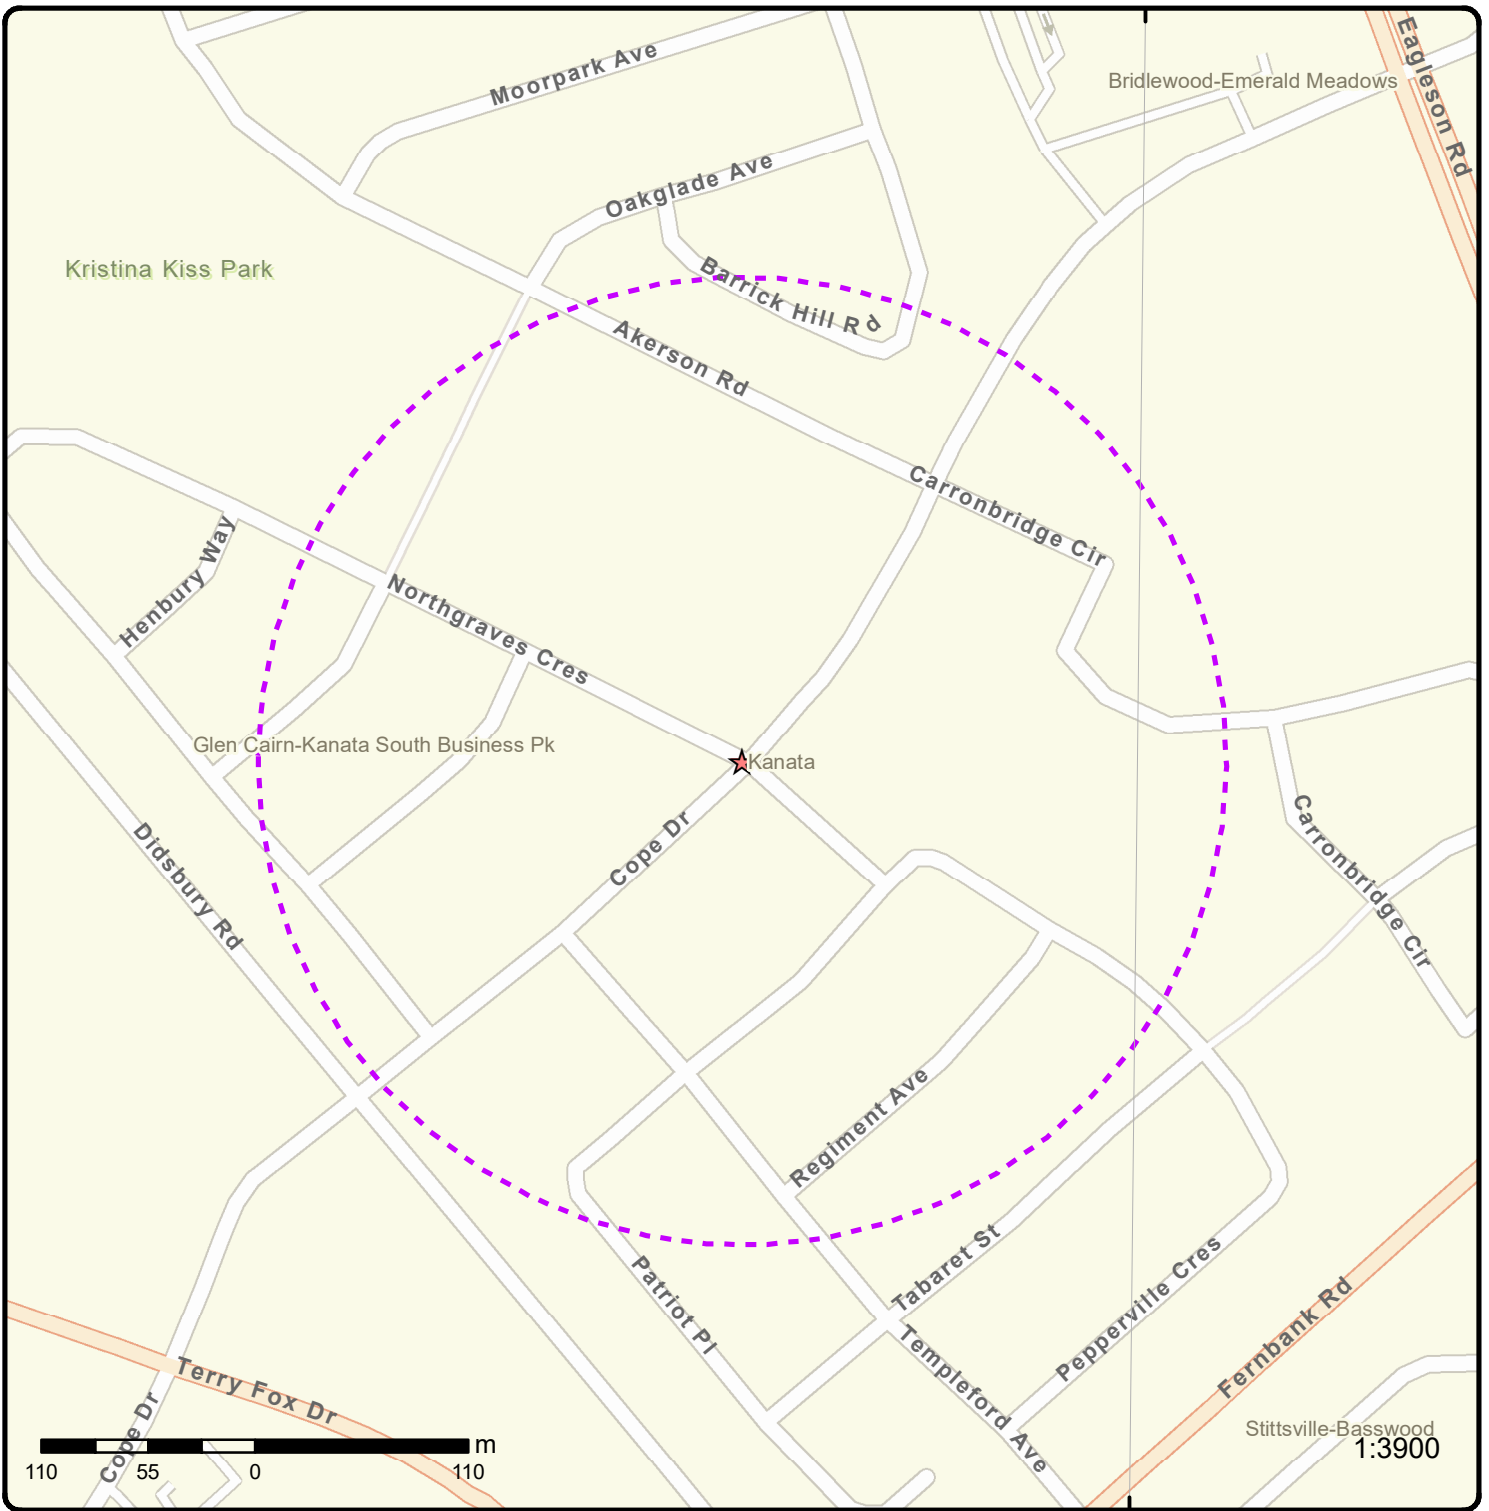 Eagleson Rd
Moorpark Ave
Bridlewood-Emerald Meadows
Oakglade Ave
Kristina Kiss Park
Barrick Hill Rd
Akerson Rd
Carronbridge Cir
Henbury Way
Northgraves Cres
Glen Cairn-Kanata South Business Pk
Kanata
Carronbridge Cir
Cope Dr
Didsbury Rd
Regiment Ave
Tabaret St
Patriot Pl
Pepperville Cres
Fernbank Rd
Templeford Ave
Terry Fox Dr
Cope Dr
Stittsville-Basswood
m
1:3900
110 55 0 110